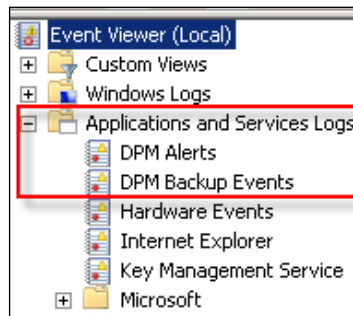 Event Viewer (Local)
Custom Views
Windows Logs
Applications and Services Logs
DPM Alerts
DPM Backup Events
Hardware Events
Internet Explorer
Key Management Service
Microsoft